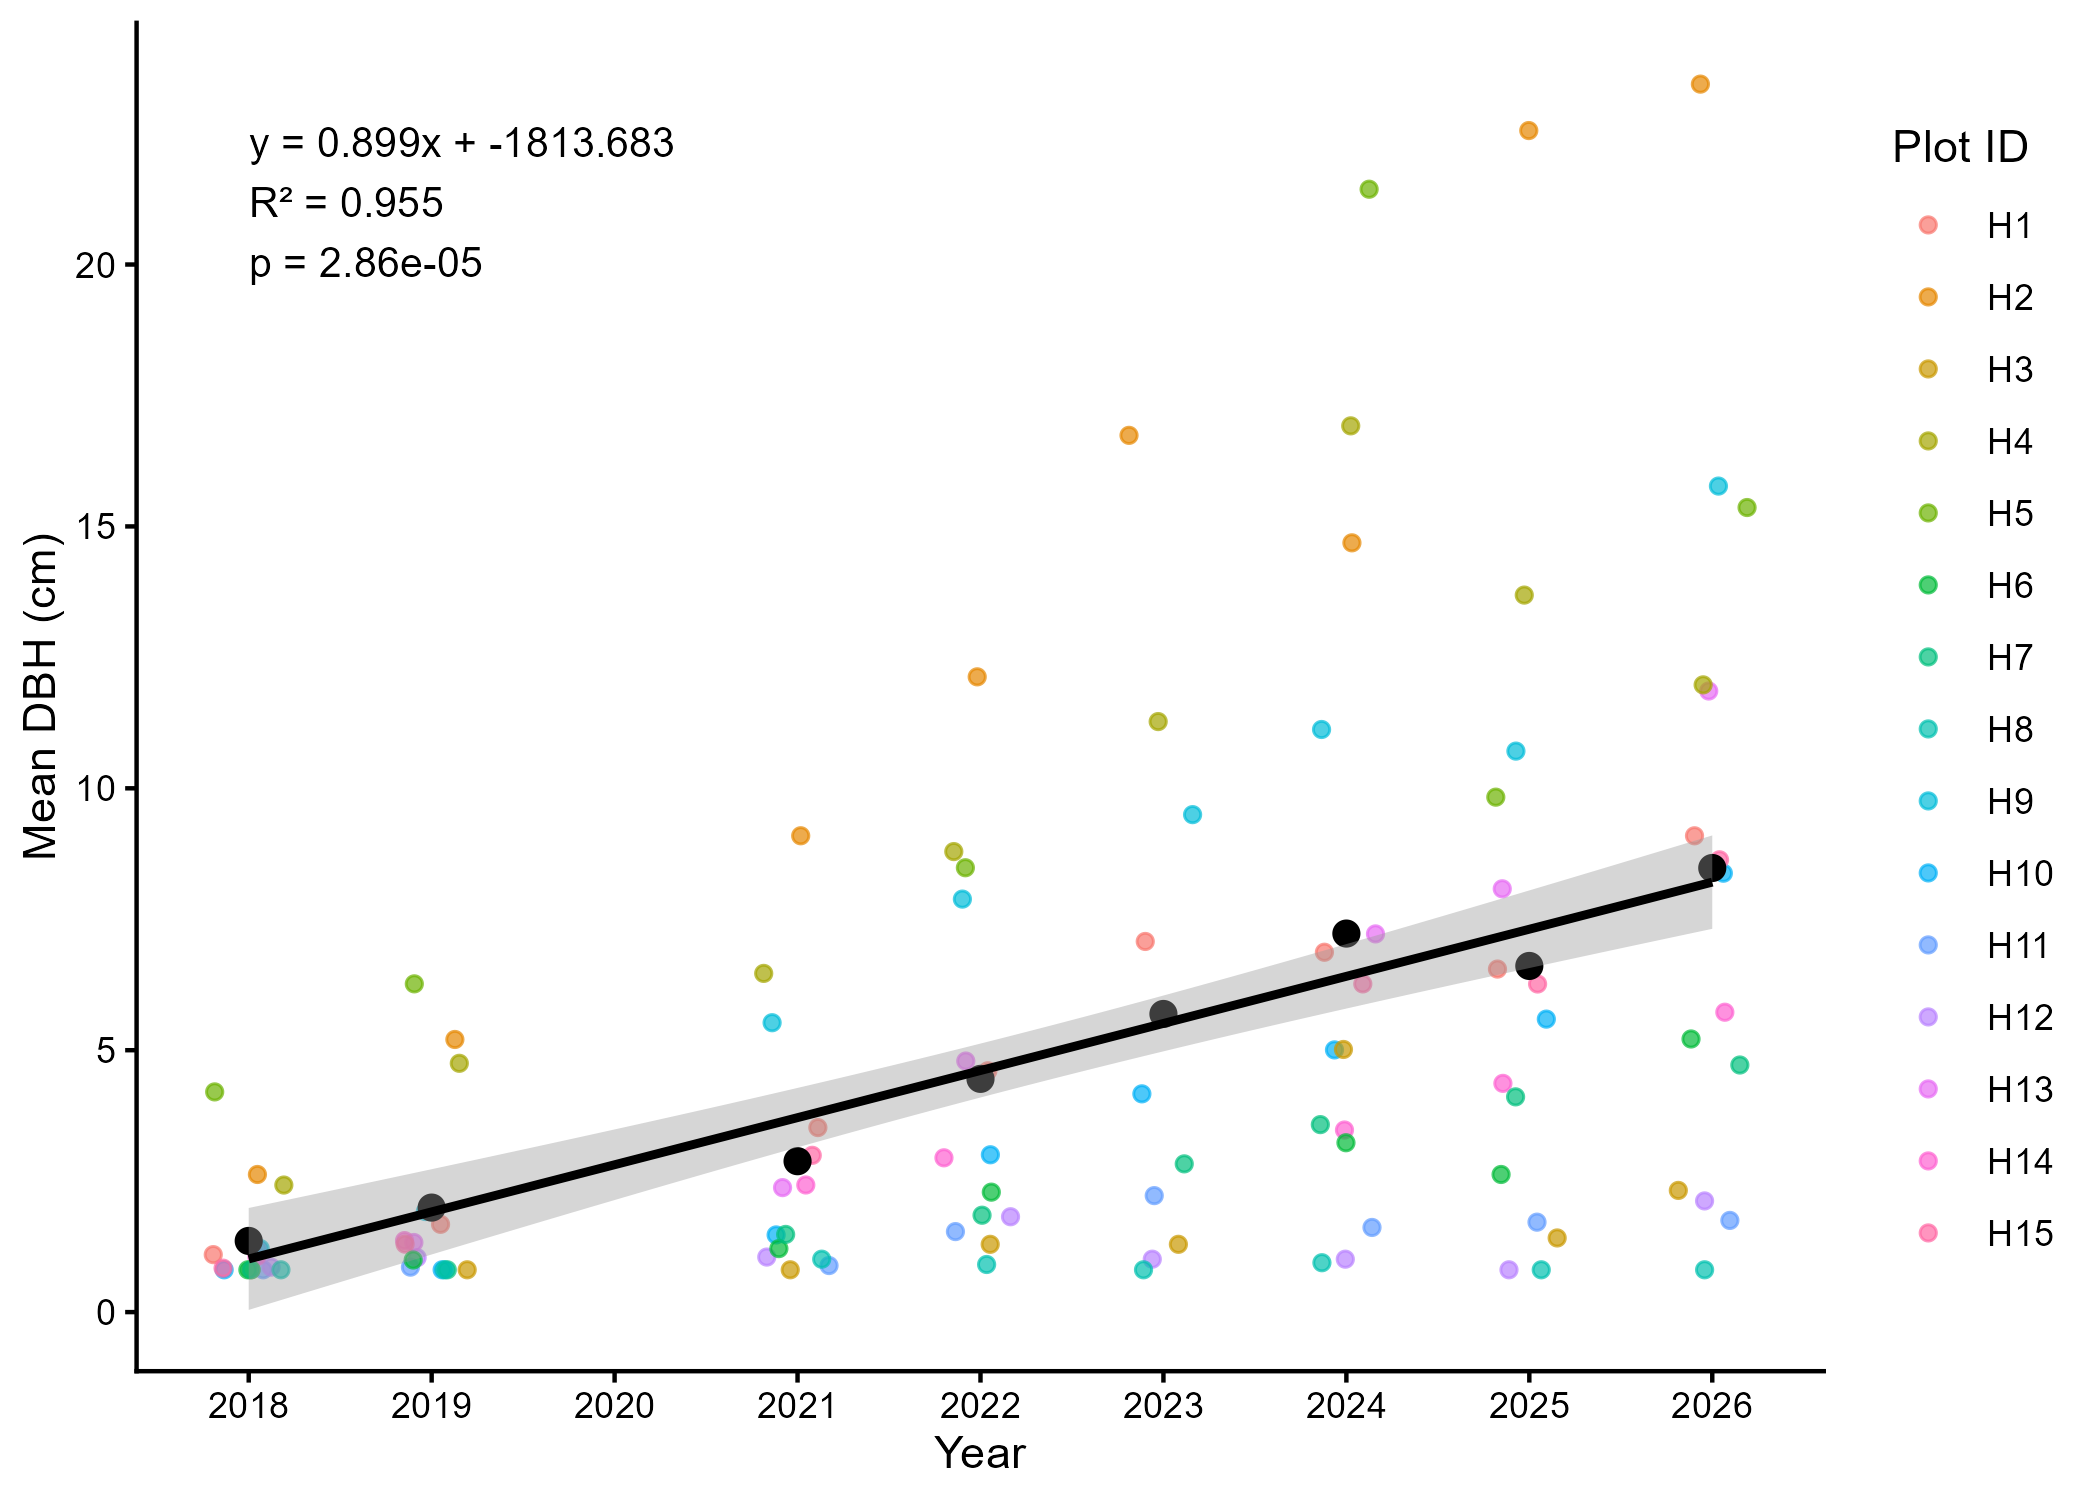 y = 0.899x + -1813.683
R² = 0.955
p = 2.86e-05
20
15
10
5
0
Mean DBH (cm)
2018 2019 2020 2021 2022 2023 2024 2025 2026
Year
Plot ID
H1
H2
H3
H4
H5
H6
H7
H8
H9
H10
H11
H12
H13
H14
H15